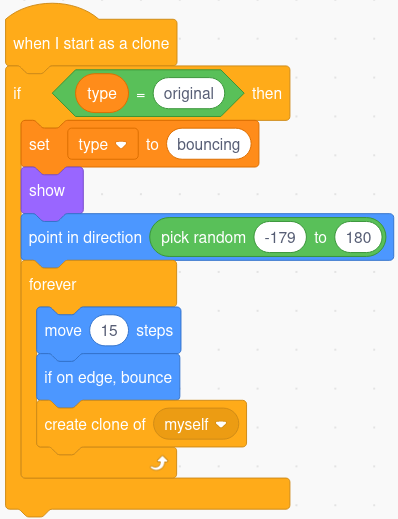 when I start as a clone
if type = original then
set type to bouncing
show
point in direction pick random -179 to 180
forever
move 15 steps
if on edge, bounce
create clone of myself